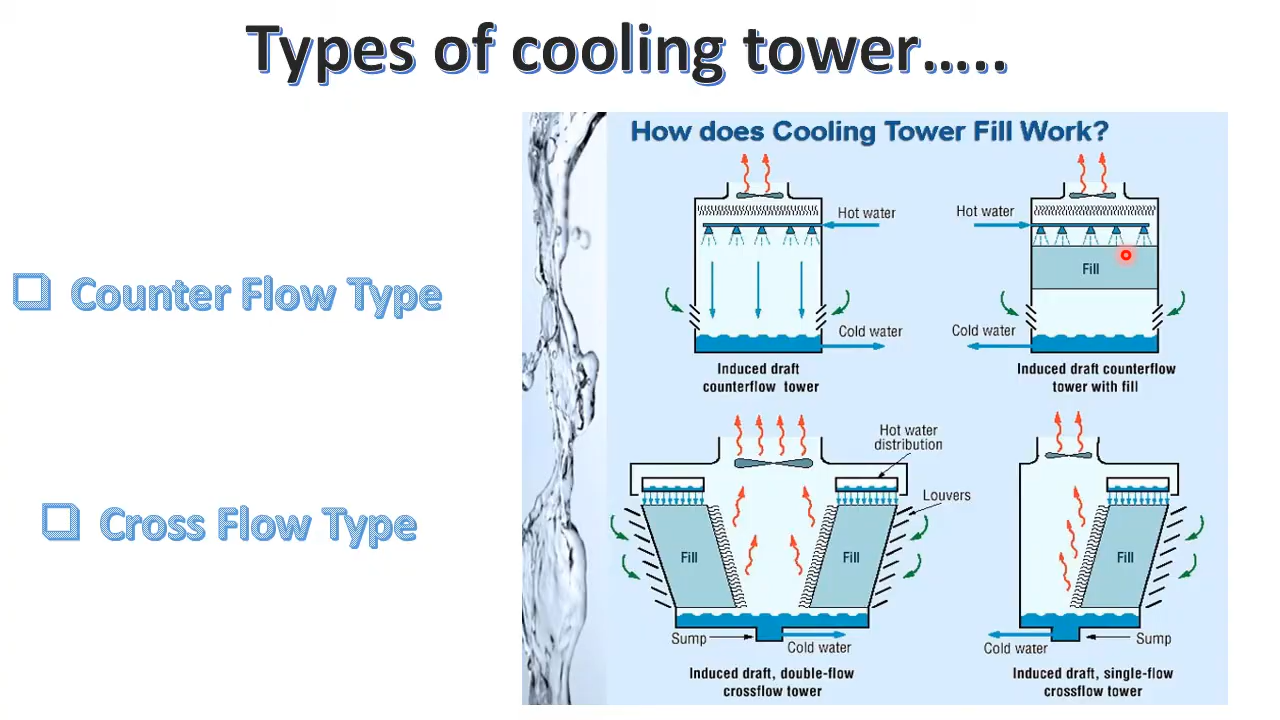 Types of cooling tower.....
Counter Flow Type
Cross Flow Type
How does Cooling Tower Fill Work?
Hot water
Cold water
Induced draft
counterflow tower
Hot water
Fill
Cold water
Induced draft counterflow
tower with fill
Hot water
distribution
Louvers
Fill
Fill
Sump
Cold water
Induced draft, double-flow
crossflow tower
Fill
Cold water
Sump
Induced draft, single-flow
crossflow tower